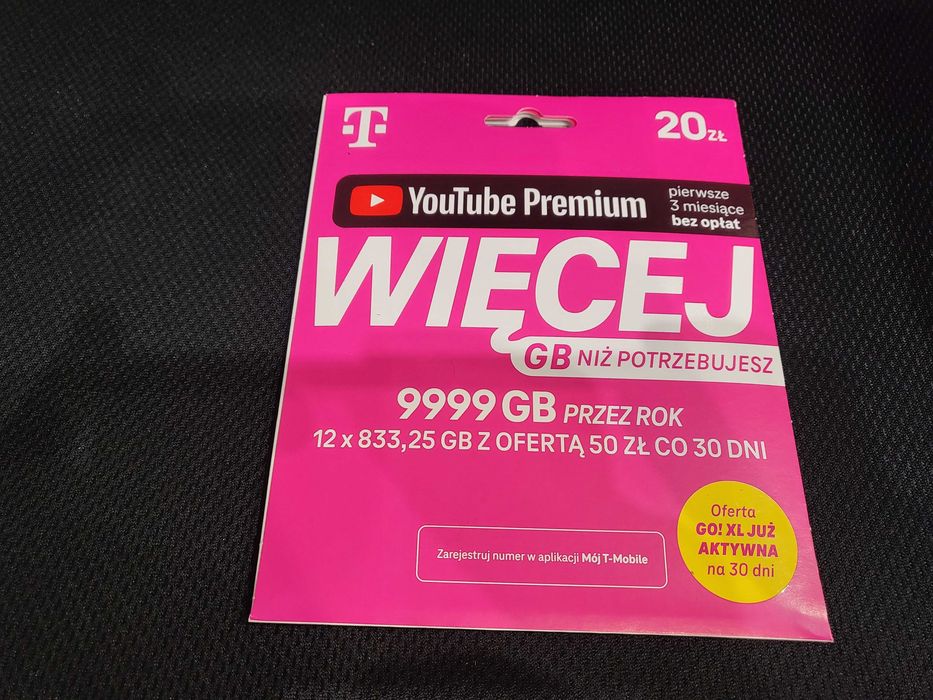 T
20 ZŁ
YouTube Premium
pierwsze
3 miesiące
bez opłat
WIĘCEJ
GB NIŻ POTRZEBUJESZ
9999 GB PRZEZ ROK
12 x 833,25 GB Z OFERTĄ 50 ZŁ CO 30 DNI
Oferta
GO! XL JUŻ
AKTYWNA
na 30 dni
Zarejestruj numer w aplikacji Mój T-Mobile